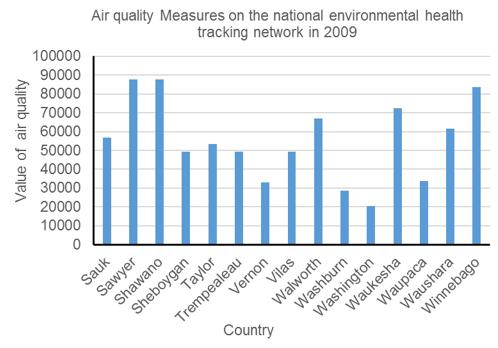 Air quality Measures on the national environmental health
tracking network in 2009
Value of air quality
100000
90000
80000
70000
60000
50000
40000
30000
20000
10000
0
Sauk
Sawyer
Shawano
Sheboygan
Taylor
Trempealeau
Vernon
Vilas
Walworth
Washburn
Washington
Waukesha
Waupaca
Waushara
Winnebago
Country